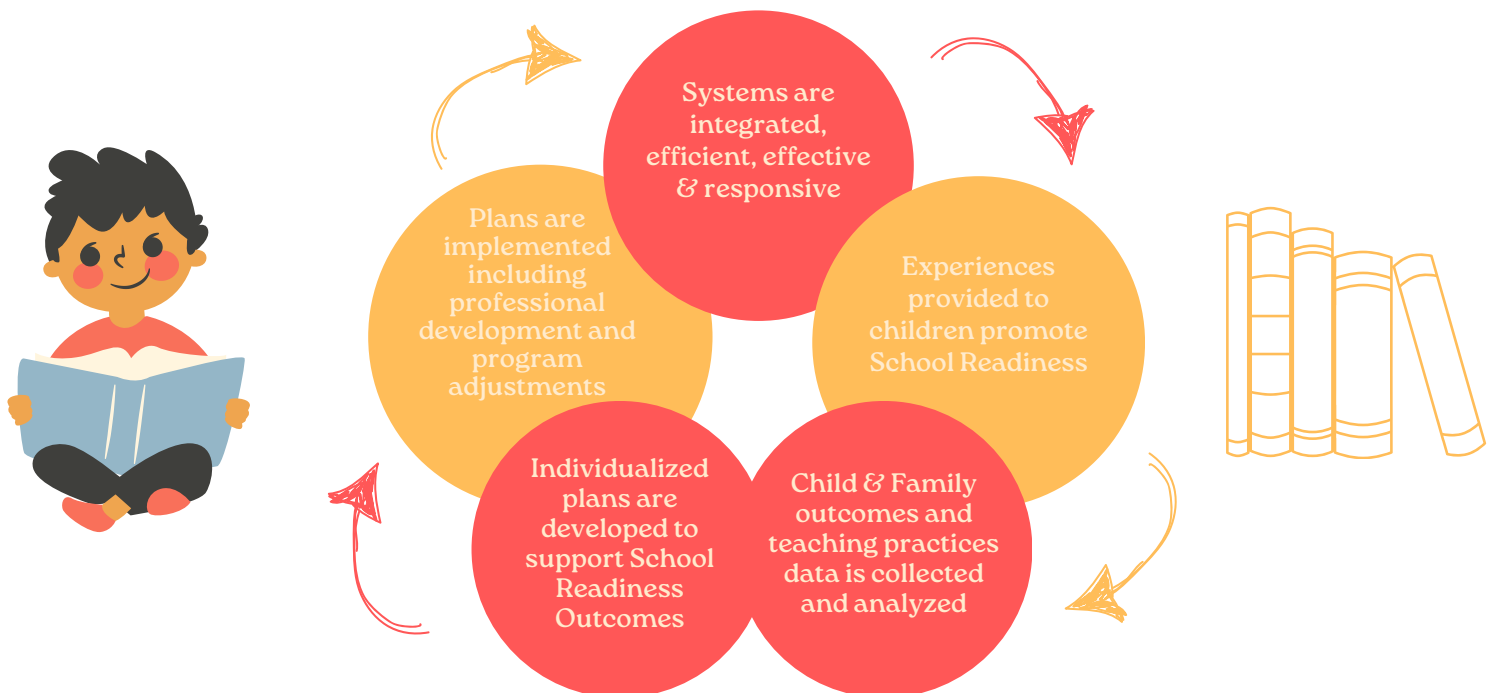 Systems are
integrated,
efficient, effective
& responsive
Experiences
provided to
children promote
School Readiness
Child & Family
outcomes and
teaching practices
data is collected
and analyzed
Individualized
plans are
developed to
support School
Readiness
Outcomes
Plans are
implemented
including
professional
development and
program
adjustments